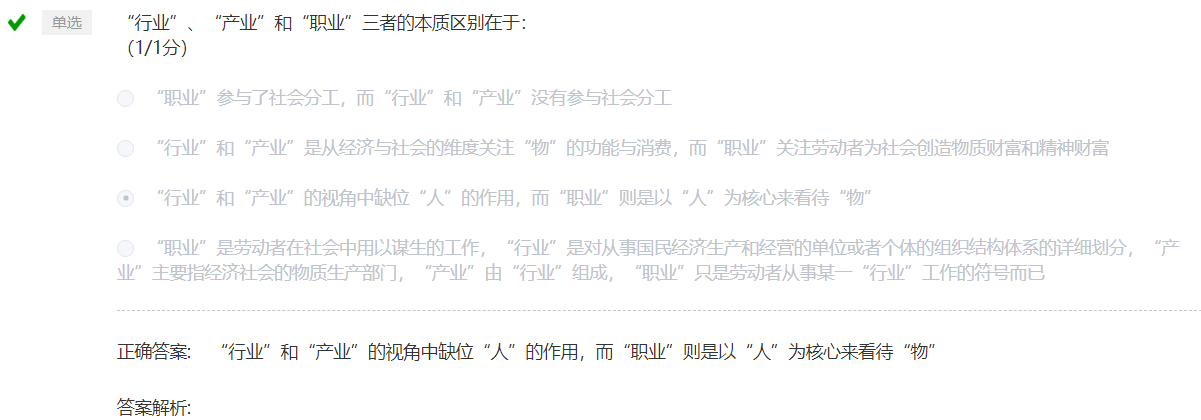 单选 “行业”、“产业”和“职业”三者的本质区别在于:
(1/1分)
“职业”参与了社会分工，而“行业”和“产业”没有参与社会分工
“行业”和“产业”是从经济与社会的维度关注“物”的功能与消费，而“职业”关注劳动者为社会创造物质财富和精神财富
“行业”和“产业”的视角中缺位“人”的作用，而“职业”则是以“人”为核心来看待“物”
“职业”是劳动者在社会中用以谋生的工作，“行业”是对从事国民经济生产和经营的单位或者个体的组织结构体系的详细划分，“产
业”主要指经济社会的物质生产部门，“产业”由“行业”组成，“职业”只是劳动者从事某一“行业”工作的符号而已
正确答案: “行业”和“产业”的视角中缺位“人”的作用，而“职业”则是以“人”为核心来看待“物”
答案解析: